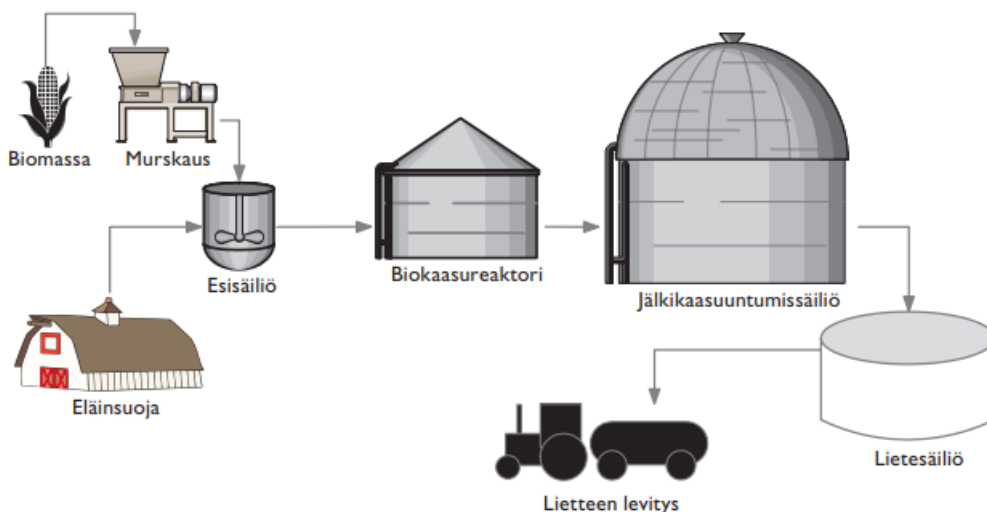 Biomassa
Murskaus
Esisäiliö
Biokaasureaktori
Jälkikaasuuntumissäiliö
Eläinsuoja
Lietesäiliö
Lietteen levitys